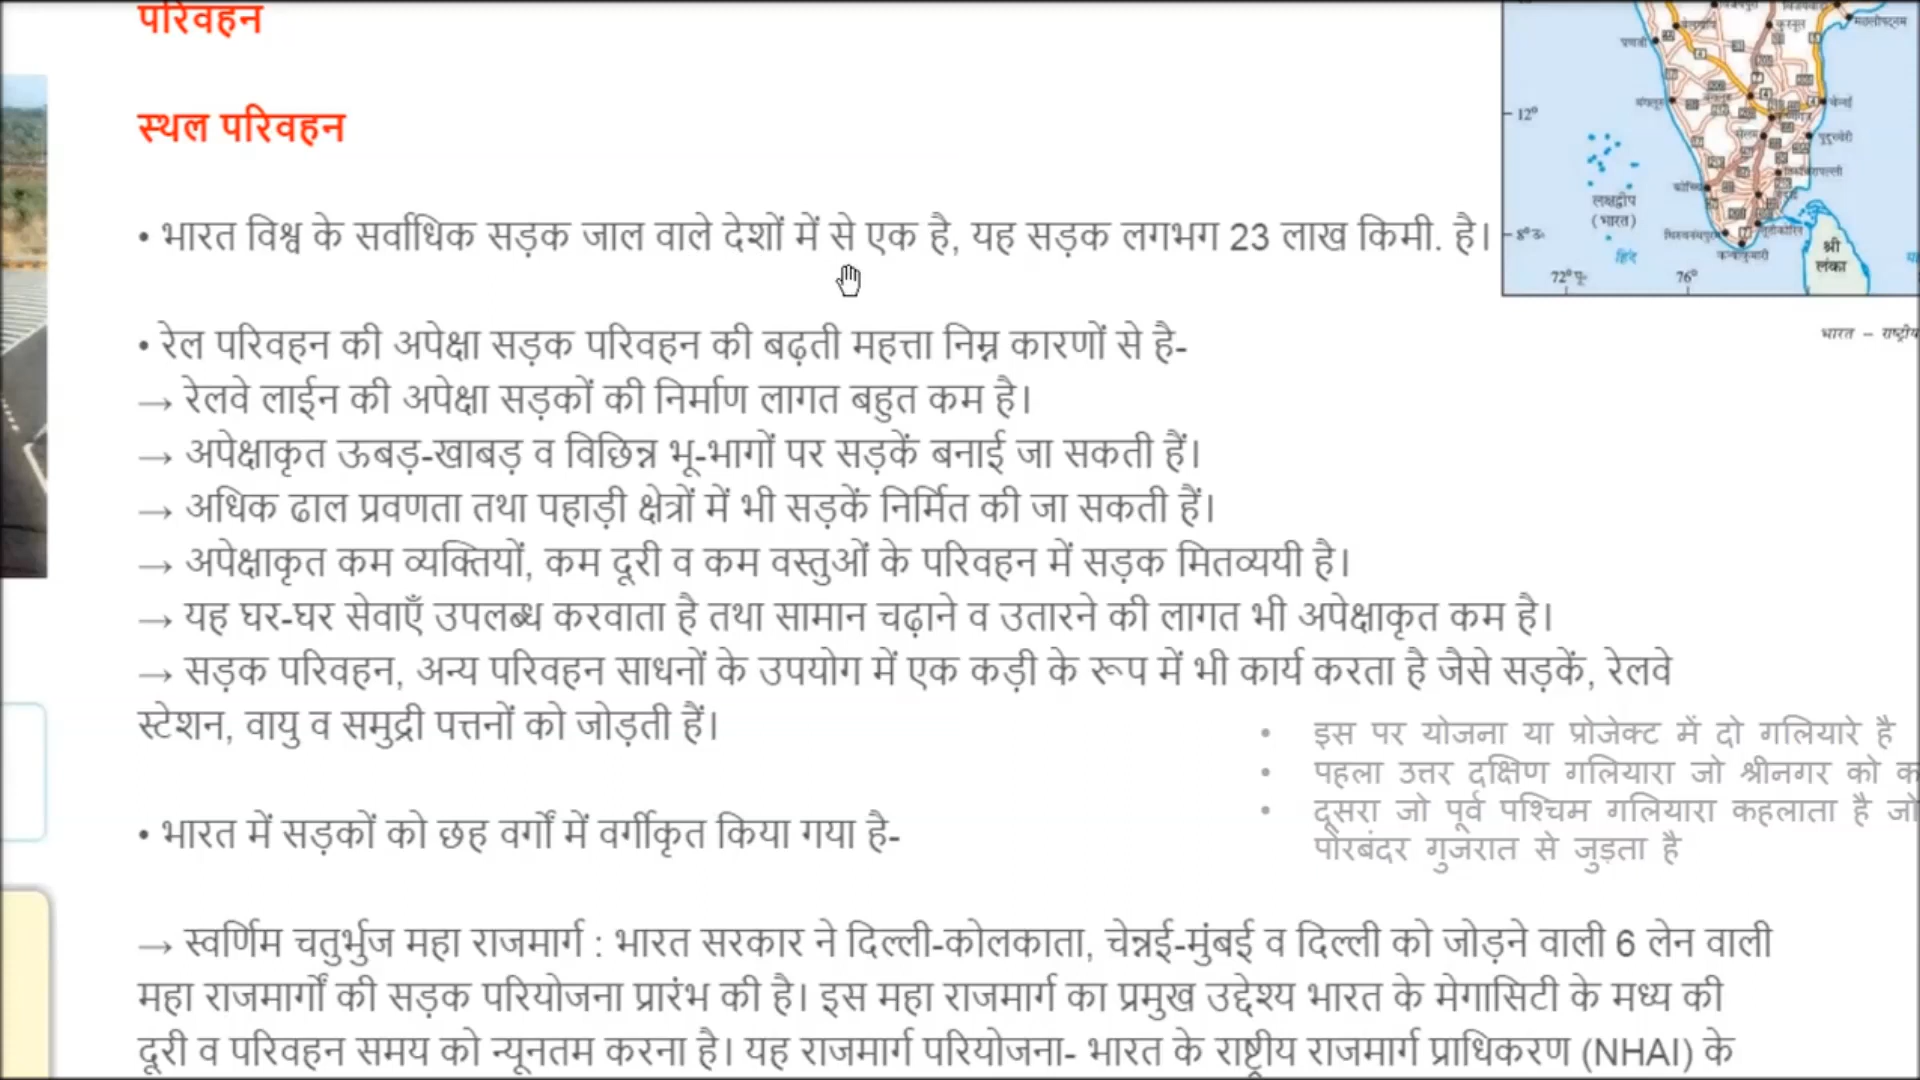 परिवहन
स्थल परिवहन
• भारत विश्व के सर्वाधिक सड़क जाल वाले देशों में से एक है, यह सड़क लगभग 23 लाख किमी. है।
• रेल परिवहन की अपेक्षा सड़क परिवहन की बढ़ती महत्ता निम्न कारणों से है-
→ रेलवे लाईन की अपेक्षा सड़कों की निर्माण लागत बहुत कम है।
→ अपेक्षाकृत ऊबड़-खाबड़ व विछिन्न भू-भागों पर सड़कें बनाई जा सकती हैं।
→ अधिक ढाल प्रवणता तथा पहाड़ी क्षेत्रों में भी सड़कें निर्मित की जा सकती हैं।
→ अपेक्षाकृत कम व्यक्तियों, कम दूरी व कम वस्तुओं के परिवहन में सड़क मितव्ययी है।
→ यह घर-घर सेवाएँ उपलब्ध करवाता है तथा सामान चढ़ाने व उतारने की लागत भी अपेक्षाकृत कम है।
→ सड़क परिवहन, अन्य परिवहन साधनों के उपयोग में एक कड़ी के रूप में भी कार्य करता है जैसे सड़कें, रेलवे
स्टेशन, वायु व समुद्री पत्तनों को जोड़ती हैं।
• भारत में सड़कों को छह वर्गों में वर्गीकृत किया गया है-
→ स्वर्णिम चतुर्भुज महा राजमार्ग : भारत सरकार ने दिल्ली-कोलकाता, चेन्नई-मुंबई व दिल्ली को जोड़ने वाली 6 लेन वाली
महा राजमार्गों की सड़क परियोजना प्रारंभ की है। इस महा राजमार्ग का प्रमुख उद्देश्य भारत के मेगासिटी के मध्य की
दूरी व परिवहन समय को न्यूनतम करना है। यह राजमार्ग परियोजना- भारत के राष्ट्रीय राजमार्ग प्राधिकरण (NHAI) के
• इस पर योजना या प्रोजेक्ट में दो गलियारे है
• पहला उत्तर दक्षिण गलियारा जो श्रीनगर को
• दूसरा जो पूर्व पश्चिम गलियारा कहलाता है जो
पोरबंदर गुजरात से जुड़ता है
12°
8° उ॰
72° पू॰
76°
लक्षद्वीप
(भारत)
हिंद
श्री
लंका
कुरनूल
पणजी
चेन्नई
पुदुच्चेरी
सेलम
कोच्चि
कन्याकुमारी
भारत – राष्ट्रीय